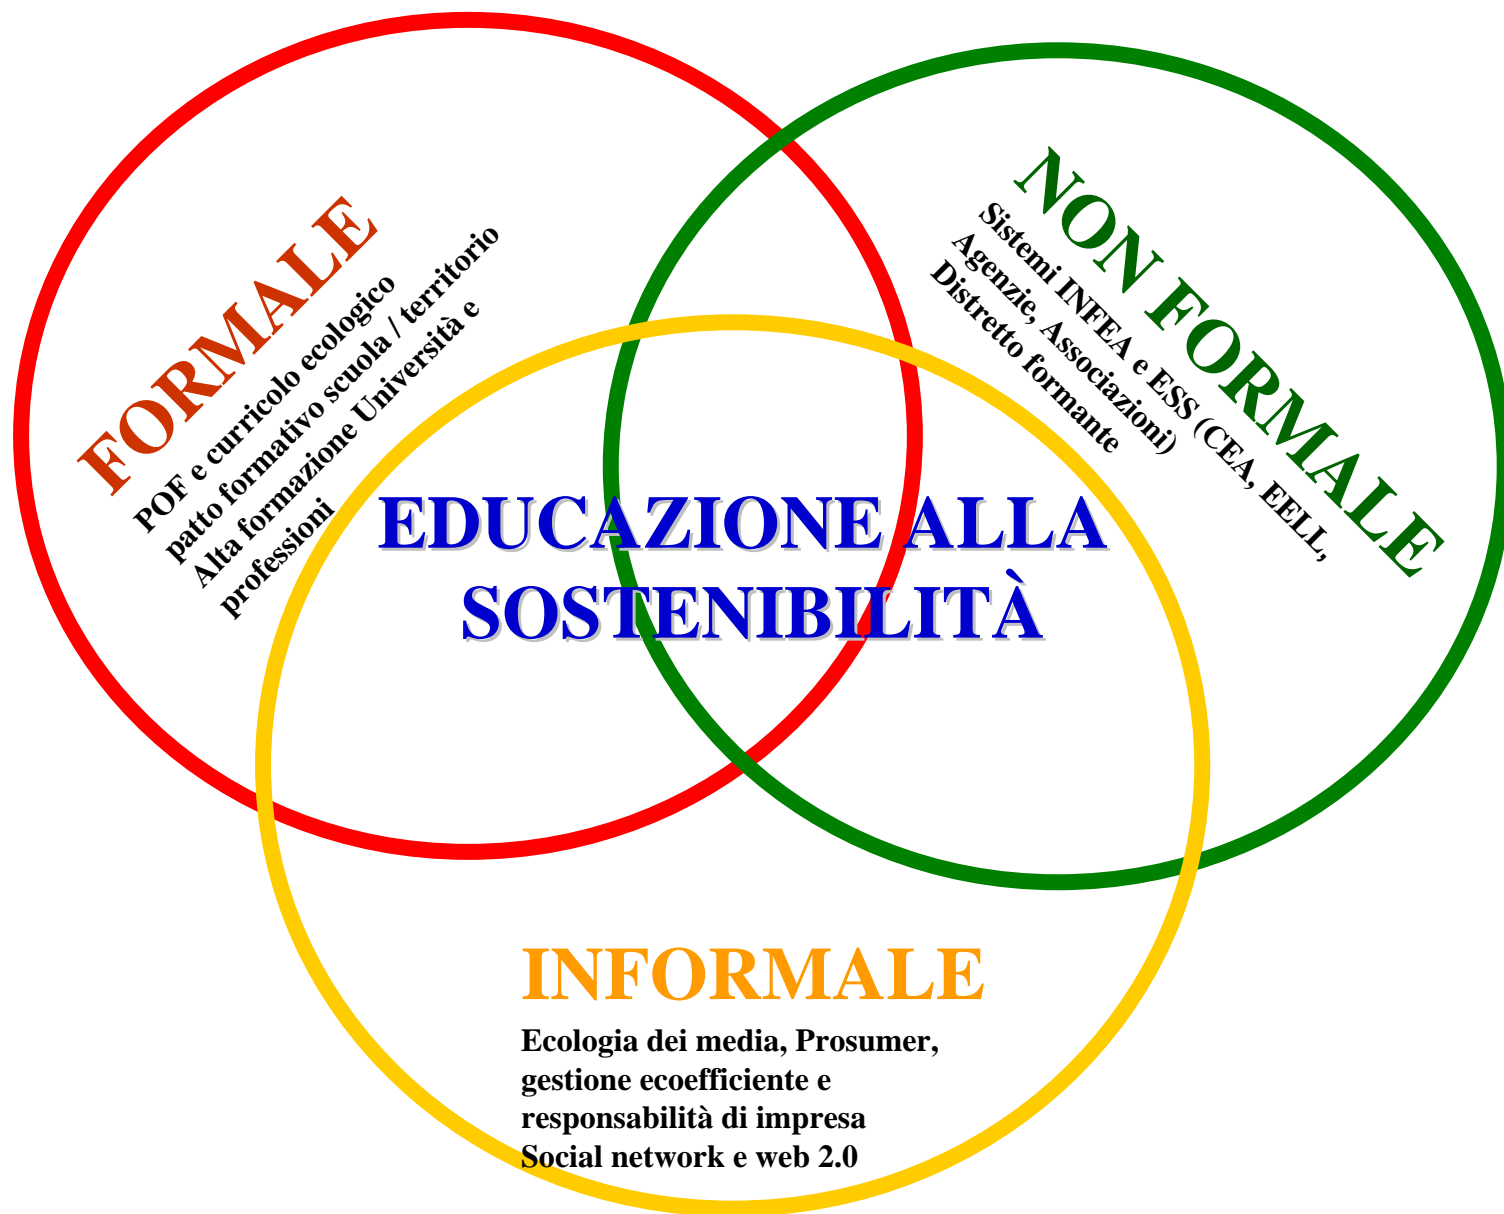 FORMALE
POF e curricolo ecologico
patto formativo scuola / territorio
Alta formazione Università e
professioni
NON FORMALE
Sistemi INFEA e ESS (CEA, EELL,
Agenzie, Associazioni)
Distretto formante
EDUCAZIONE ALLA
SOSTENIBILITÀ
INFORMALE
Ecologia dei media, Prosumer,
gestione ecoefficiente e
responsabilità di impresa
Social network e web 2.0